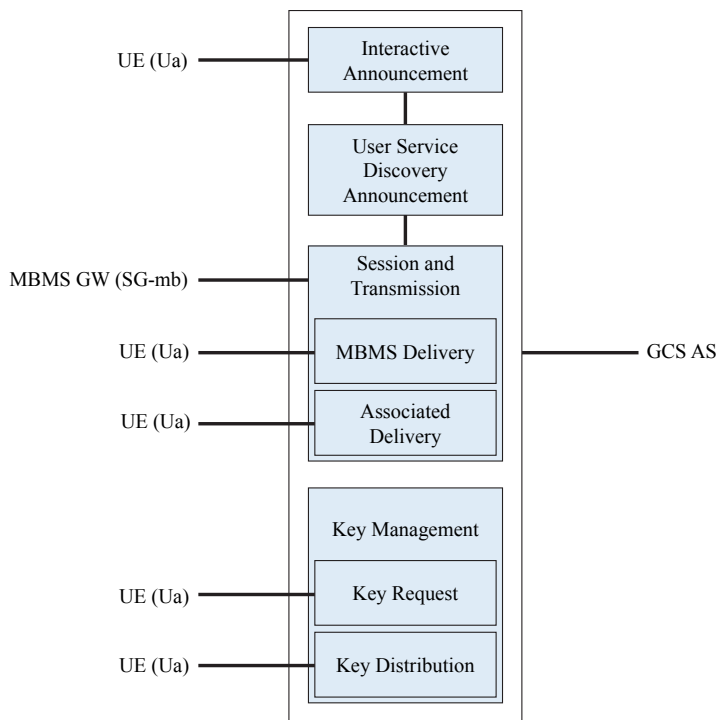 Interactive
Announcement
UE (Ua)
User Service
Discovery
Announcement
Session and
Transmission
MBMS GW (SG-mb)
MBMS Delivery
UE (Ua)
GCS AS
Associated
Delivery
UE (Ua)
Key Management
Key Request
UE (Ua)
Key Distribution
UE (Ua)